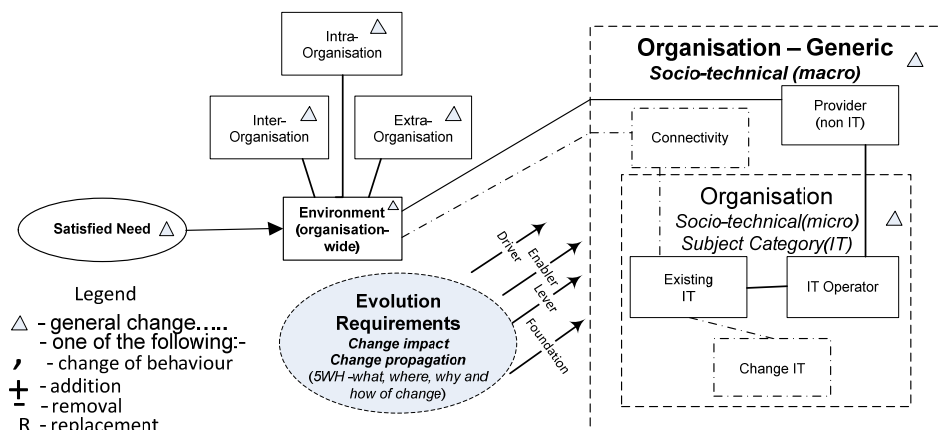 Intra-
Organisation
Inter-
Organisation
Extra-
Organisation
Satisfied Need
Environment
(organisation-
wide)
Legend
- general change.....
- one of the following:-
, - change of behaviour
+ - addition
- - removal
R - replacement
Evolution
Requirements
Change impact
Change propagation
(5WH -what, where, why and
how of change)
Driver
Enabler
Lever
Foundation
Organisation – Generic
Socio-technical (macro)
Provider
(non IT)
Connectivity
Organisation
Socio-technical(micro)
Subject Category(IT)
Existing
IT
IT Operator
Change IT